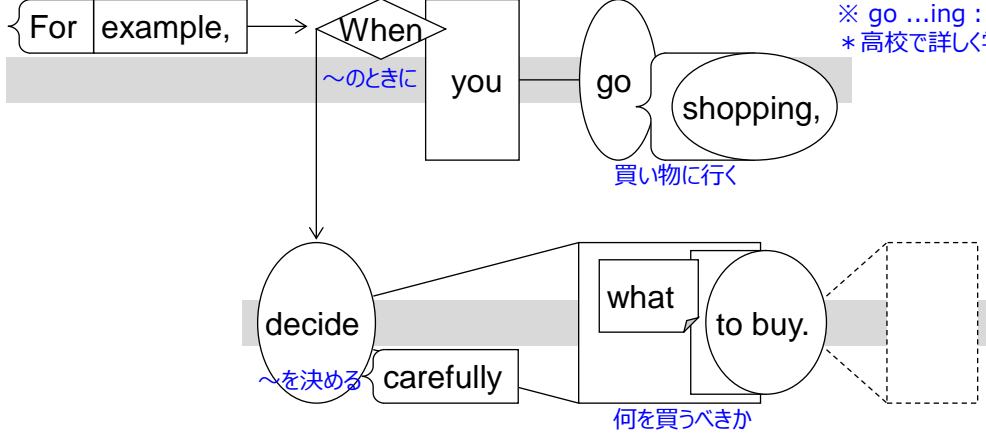 ※ go ...ing :
For example, When
＊高校で詳しく
you go shopping,
～のときに
買い物に行く
decide carefully what to buy.
～を決める
何を買うべきか